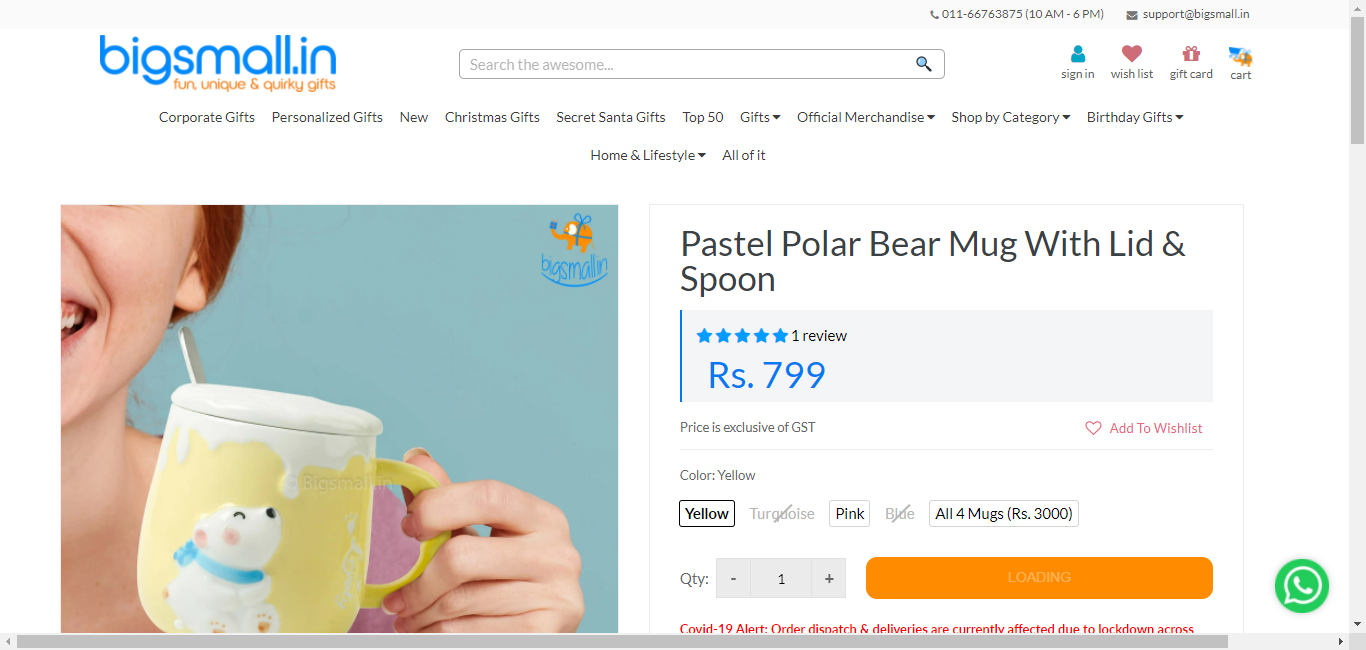 011-66763875 (10 AM - 6 PM) support@bigsmall.in
bigsmall.in
fun, unique & quirky gifts
Search the awesome...
sign in wish list gift card cart
Corporate Gifts Personalized Gifts New Christmas Gifts Secret Santa Gifts Top 50 Gifts Official Merchandise Shop by Category Birthday Gifts
Home & Lifestyle All of it
bigsmall.in
Pastel Polar Bear Mug With Lid &
Spoon
1 review
Rs. 799
Price is exclusive of GST Add To Wishlist
Color: Yellow
© Bigsmall.in
Yellow Turquoise Pink Blue All 4 Mugs (Rs. 3000)
Qty: - 1 + LOADING
Covid-19 Alert: Order dispatch & deliveries are currently affected due to lockdown across